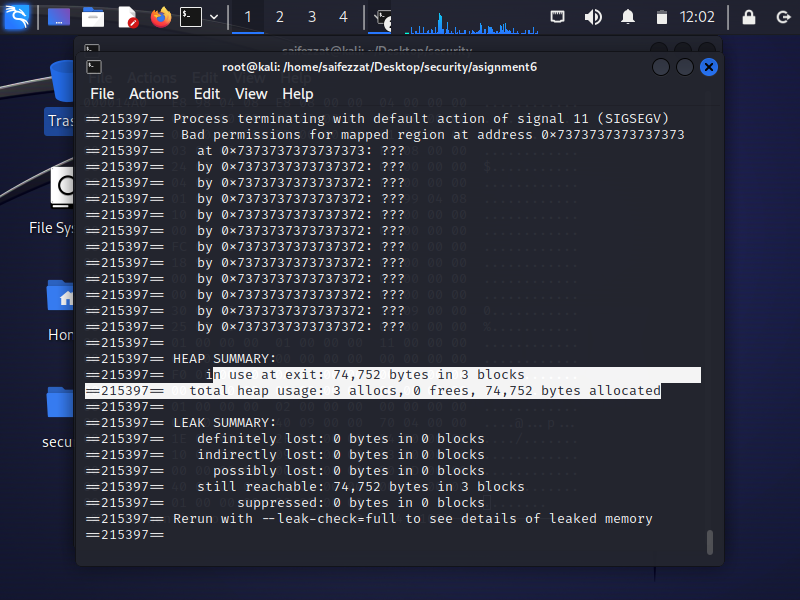 1 2 3 4 12:02
saifezzat@kali: ~/Desktop/security
root@kali: /home/saifezzat/Desktop/security/asignment6
File Actions Edit View Help
==215397== Process terminating with default action of signal 11 (SIGSEGV)
==215397==  Bad permissions for mapped region at address 0×7373737373737373
==215397==    at 0×7373737373737373: ???
==215397==    by 0×7373737373737372: ???
==215397==    by 0×7373737373737372: ???
==215397==    by 0×7373737373737372: ???
==215397==    by 0×7373737373737372: ???
==215397==    by 0×7373737373737372: ???
==215397==    by 0×7373737373737372: ???
==215397==    by 0×7373737373737372: ???
==215397==    by 0×7373737373737372: ???
==215397==    by 0×7373737373737372: ???
==215397==    by 0×7373737373737372: ???
==215397==    by 0×7373737373737372: ???
==215397==
==215397== HEAP SUMMARY:
==215397==     in use at exit: 74,752 bytes in 3 blocks
==215397==   total heap usage: 3 allocs, 0 frees, 74,752 bytes allocated
==215397==
==215397== LEAK SUMMARY:
==215397==    definitely lost: 0 bytes in 0 blocks
==215397==    indirectly lost: 0 bytes in 0 blocks
==215397==      possibly lost: 0 bytes in 0 blocks
==215397==    still reachable: 74,752 bytes in 3 blocks
==215397==         suppressed: 0 bytes in 0 blocks
==215397== Rerun with --leak-check=full to see details of leaked memory
==215397==
Tras
File Sys
Hon
secu